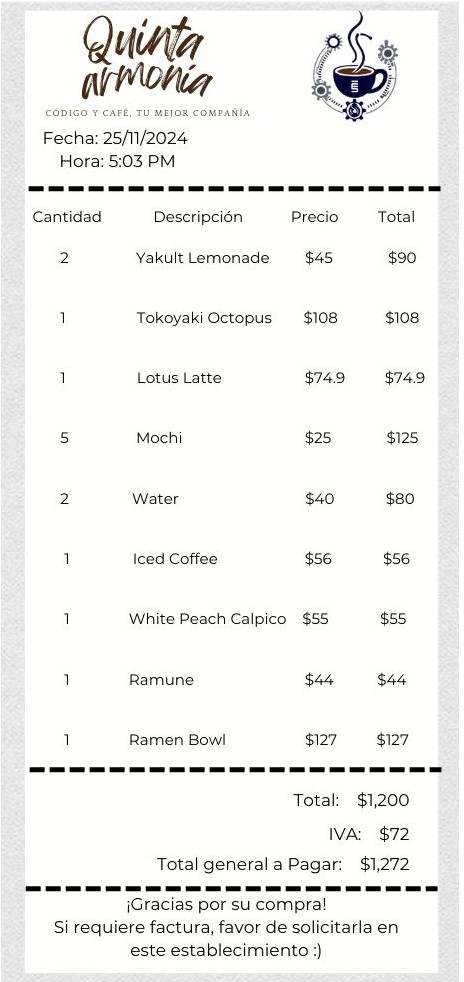 Quinta
armonía
CÓDIGO Y CAFÉ, TU MEJOR COMPAÑÍA
Fecha: 25/11/2024
Hora: 5:03 PM
Cantidad Descripción Precio Total
2 Yakult Lemonade $45 $90
1 Tokoyaki Octopus $108 $108
1 Lotus Latte $74.9 $74.9
5 Mochi $25 $125
2 Water $40 $80
1 Iced Coffee $56 $56
1 White Peach Calpico $55 $55
1 Ramune $44 $44
1 Ramen Bowl $127 $127
Total: $1,200
IVA: $72
Total general a Pagar: $1,272
¡Gracias por su compra!
Si requiere factura, favor de solicitarla en
este establecimiento :)